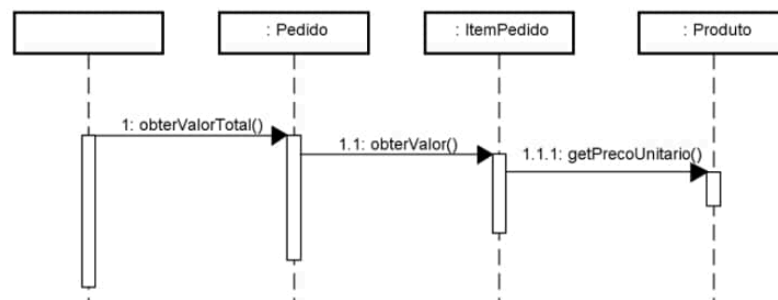 : Pedido
: ItemPedido
: Produto
1: obterValorTotal()
1.1: obterValor()
1.1.1: getPrecoUnitario()